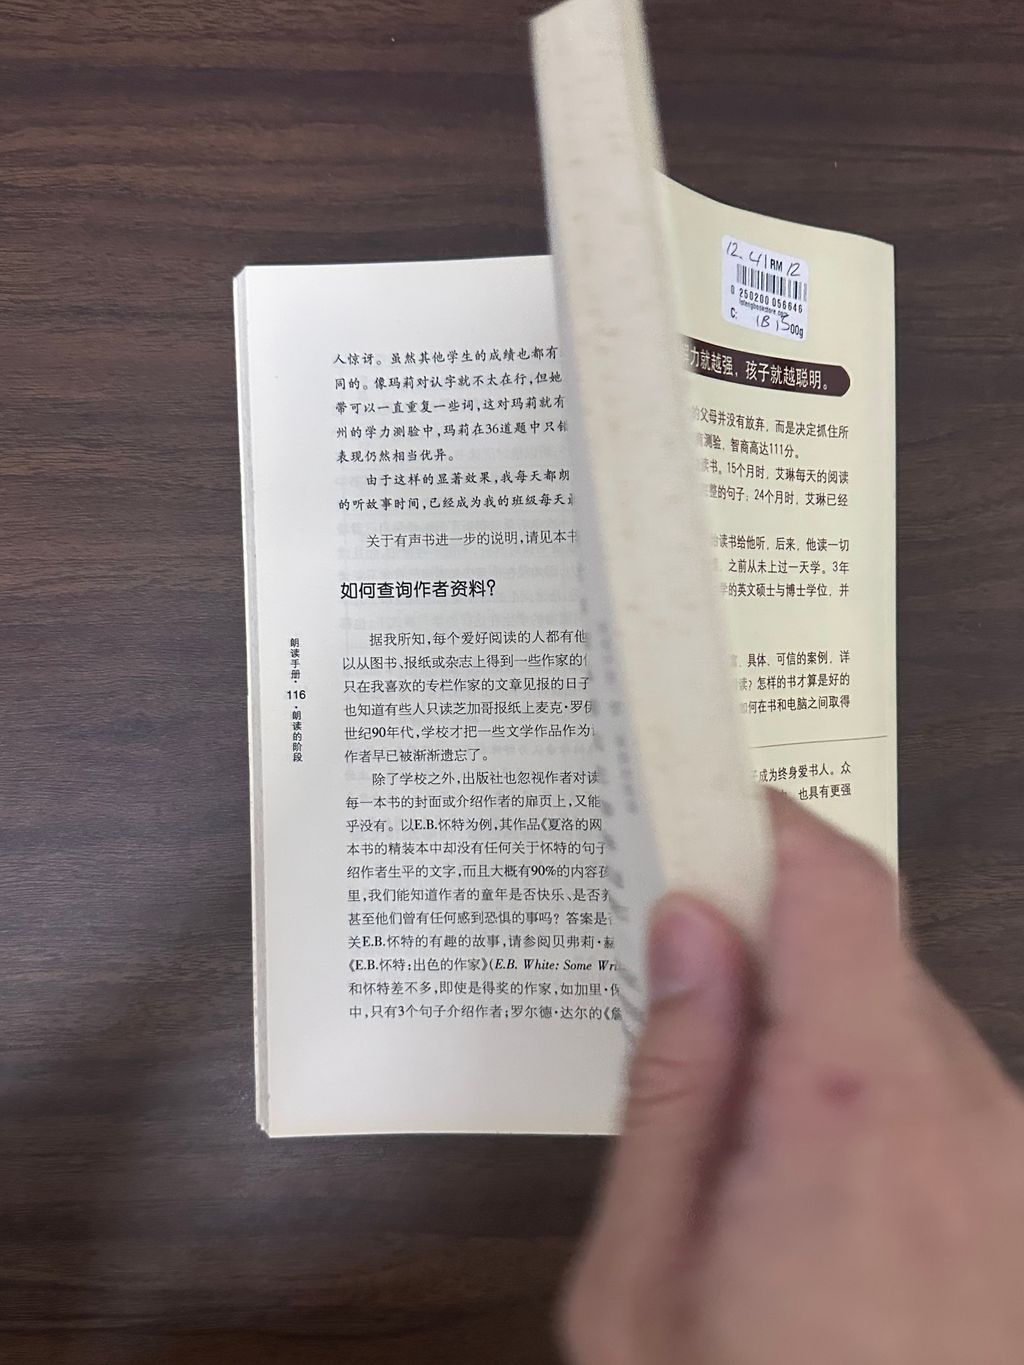 人惊讶。虽然其他学生的成绩也都有
同的。像玛莉对认字就不太在行,但她
带可以一直重复一些词,这对玛莉就有
州的学力测验中,玛莉在36道题中只错
表现仍然相当优异。
由于这样的显著效果,我每天都朗
的听故事时间,已经成为我的班级每天
关于有声书进一步的说明,请见本书
如何查询作者资料?
据我所知,每个爱好阅读的人都有他
以从图书、报纸或杂志上得到一些作家的
只在我喜欢的专栏作家的文章见报的日子
也知道有些人只读芝加哥报纸上麦克·罗伊
世纪90年代,学校才把一些文学作品作为
作者早已被渐渐遗忘了。
除了学校之外,出版社也忽视作者对读
每一本书的封面或介绍作者的扉页上,又能
乎没有。以E.B.怀特为例,其作品《夏洛的网
本书的精装本中却没有任何关于怀特的句子
绍作者生平的文字,而且大概有90%的内容孩
里,我们能知道作者的童年是否快乐、是否养
甚至他们曾有任何感到恐惧的事吗?答案是
关E.B.怀特的有趣的故事,请参阅贝弗莉·赫
《E.B.怀特:出色的作家》(E.B. White: Some Wri
和怀特差不多,即使是得奖的作家,如加里·保
中,只有3个句子介绍作者;罗尔德·达尔的《詹
朗读手册·
116
·朗读的阶段
12.41 RM 12
0 250200 056646
C: 1B 1500g
力就越强,孩子就越聪明。
的父母并没有放弃,而是决定抓住所
测验,智商高达111分。
读书。15个月时,艾琳每天的阅读
整的句子;24个月时,艾琳已经
读书给他听,后来,他读一切
,之前从未上过一天学。3年
学的英文硕士与博士学位,并
、具体、可信的案例,详
读?怎样的书才算是好的
如何在书和电脑之间取得
子成为终身爱书人。众
,也具有更强